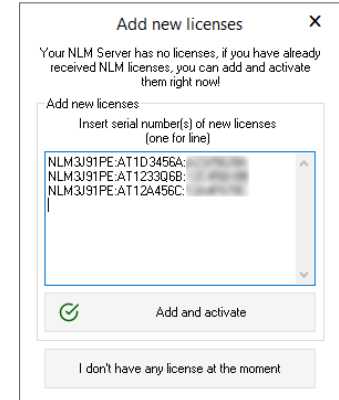 Add new licenses
Your NLM Server has no licenses, if you have already
received NLM licenses, you can add and activate
them right now!
Add new licenses
Insert serial number(s) of new licenses
(one for line)
NLM3J91PE:AT1D3456A:
NLM3J91PE:AT1233Q6B:
NLM3J91PE:AT12A456C:
Add and activate
I don't have any license at the moment